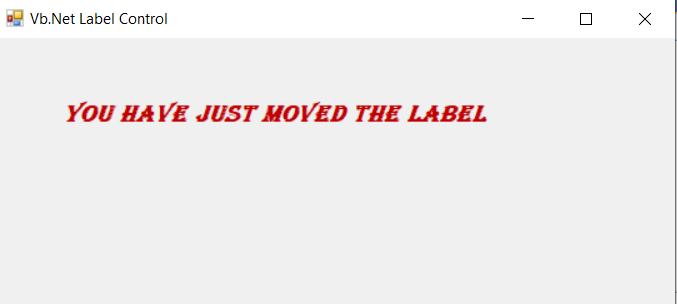 Vb.Net Label Control
YOU HAVE JUST MOVED THE LABEL